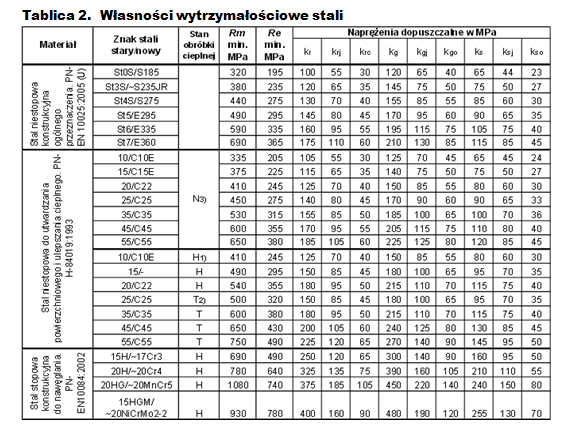 Tablica 2. Własności wytrzymałościowe stali
Materiał Znak stali stary/nowy Stan obróbki cieplnej Rm min. MPa Re min. MPa Naprężenia dopuszczalne w MPa
kr krj krc kg kgj kgo ks ksj kso
Stal niestopowa konstrukcyjna ogólnego przeznaczenia. PN-EN 10025:2005 (U)
St0S/S185 320 195 100 55 30 120 65 40 65 44 23
St3S/~S235JR 380 235 120 65 35 145 75 50 75 50 27
St4S/S275 440 275 130 70 40 155 85 55 85 60 30
St5/E295 490 295 145 80 45 170 95 60 90 65 35
St6/E335 590 335 160 95 55 195 115 75 105 75 40
St7/E360 690 365 175 110 60 210 130 85 115 85 45
Stal niestopowa do utwardzania powierzchniowego i ulepszania cieplnego. PN-H-84019:1993
N3)
10/C10E 335 205 105 55 30 125 70 45 65 45 24
15/C15E 375 225 115 65 35 140 75 50 75 50 27
20/C22 410 245 125 70 40 150 85 55 80 60 30
25/C25 450 275 140 80 45 170 90 60 90 65 33
35/C35 530 315 155 85 50 185 100 65 100 70 36
45/C45 600 355 170 95 55 205 115 75 110 80 40
55/C55 650 380 185 105 60 225 125 80 120 85 45
10/C10E H1) 410 245 125 70 40 150 85 55 80 60 30
15/- H 490 295 150 85 45 180 100 65 95 70 35
20/C22 H 540 355 180 95 50 215 110 70 115 75 40
25/C25 T2) 500 320 150 85 45 180 100 65 95 70 35
35/C35 T 600 380 180 95 50 215 110 70 115 75 40
45/C45 T 650 430 200 105 60 240 125 80 130 85 45
55/C55 T 750 490 225 120 65 270 140 90 145 95 50
Stal stopowa konstrukcyjna do nawęglania. PN-EN10084:2002
15H/~17Cr3 H 690 490 250 120 65 300 140 90 160 95 50
20H/~20Cr4 H 780 640 325 135 75 390 160 105 210 110 55
20HG/~20MnCr5 H 1080 740 375 185 105 450 220 140 240 150 80
15HGM/~20NiCrMo2-2 H 930 780 400 160 90 480 190 120 255 130 70